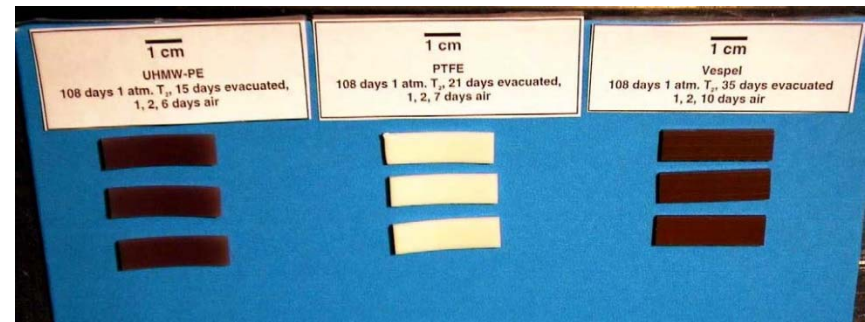 1 cm
UHMW-PE
108 days 1 atm. T₂, 15 days evacuated,
1, 2, 6 days air
1 cm
PTFE
108 days 1 atm. T₂, 21 days evacuated,
1, 2, 7 days air
1 cm
Vespel
108 days 1 atm. T₂, 35 days evacuated
1, 2, 10 days air